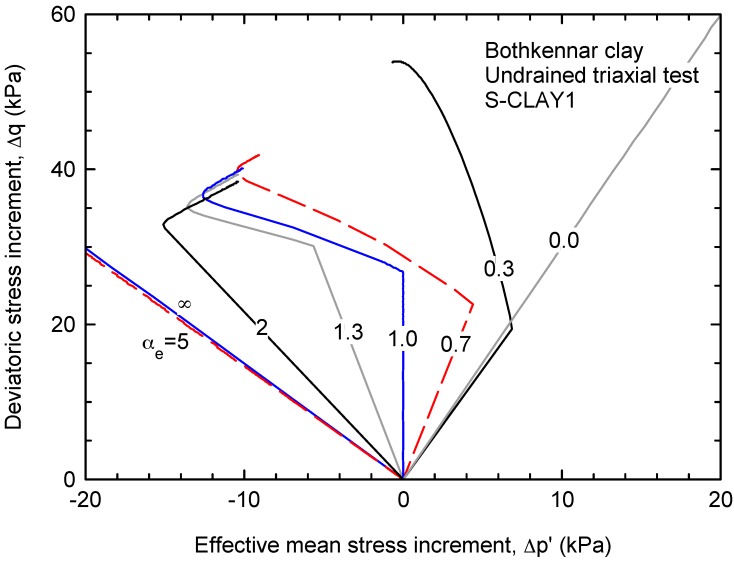 60
40
20
0
-20
-10
0
10
20
Deviatoric stress increment, Δq (kPa)
Effective mean stress increment, Δp' (kPa)
Bothkennar clay
Undrained triaxial test
S-CLAY1
0.0
0.3
0.7
1.0
1.3
2
∞
αe=5